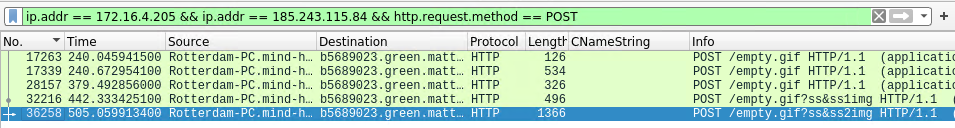 ip.addr == 172.16.4.205 && ip.addr == 185.243.115.84 && http.request.method == POST
No. Time Source Destination Protocol Length CNameString Info
17263 240.045941500 Rotterdam-PC.mind-h… b5689023.green.matt… HTTP 126 POST /empty.gif HTTP/1.1 (applicatio
17339 240.672954100 Rotterdam-PC.mind-h… b5689023.green.matt… HTTP 534 POST /empty.gif HTTP/1.1 (applicatio
28157 379.492856000 Rotterdam-PC.mind-h… b5689023.green.matt… HTTP 326 POST /empty.gif HTTP/1.1 (applicatio
32216 442.333425100 Rotterdam-PC.mind-h… b5689023.green.matt… HTTP 496 POST /empty.gif?ss&ss1img HTTP/1.1 (
36258 505.059913400 Rotterdam-PC.mind-h… b5689023.green.matt… HTTP 1366 POST /empty.gif?ss&ss2img HTTP/1.1 (